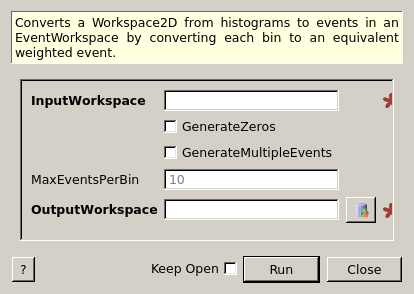 Converts a Workspace2D from histograms to events in an
EventWorkspace by converting each bin to an equivalent
weighted event.
InputWorkspace
GenerateZeros
GenerateMultipleEvents
MaxEventsPerBin 10
OutputWorkspace
? Keep Open Run Close